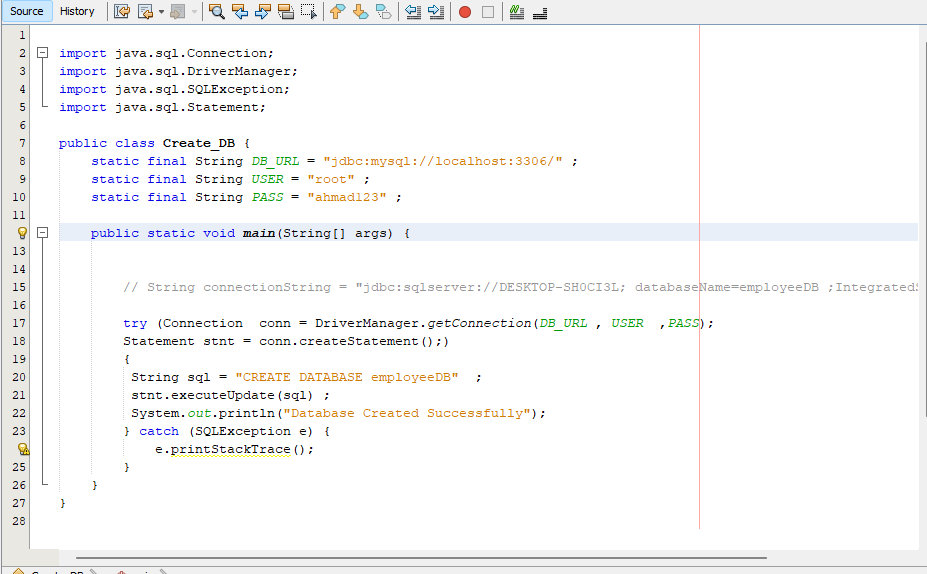 Source History
1
2 import java.sql.Connection;
3 import java.sql.DriverManager;
4 import java.sql.SQLException;
5 import java.sql.Statement;
6
7 public class Create_DB {
8 static final String DB_URL = "jdbc:mysql://localhost:3306/" ;
9 static final String USER = "root" ;
10 static final String PASS = "ahmad123" ;
11
public static void main(String[] args) {
13
14
15 // String connectionString = "jdbc:sqlserver://DESKTOP-SH0CI3L; databaseName=employeeDB ;Integrated
16
17 try (Connection conn = DriverManager.getConnection(DB_URL , USER ,PASS);
18 Statement stnt = conn.createStatement();)
19 {
20 String sql = "CREATE DATABASE employeeDB" ;
21 stnt.executeUpdate(sql) ;
22 System.out.println("Database Created Successfully");
23 } catch (SQLException e) {
e.printStackTrace();
25 }
26 }
27 }
28